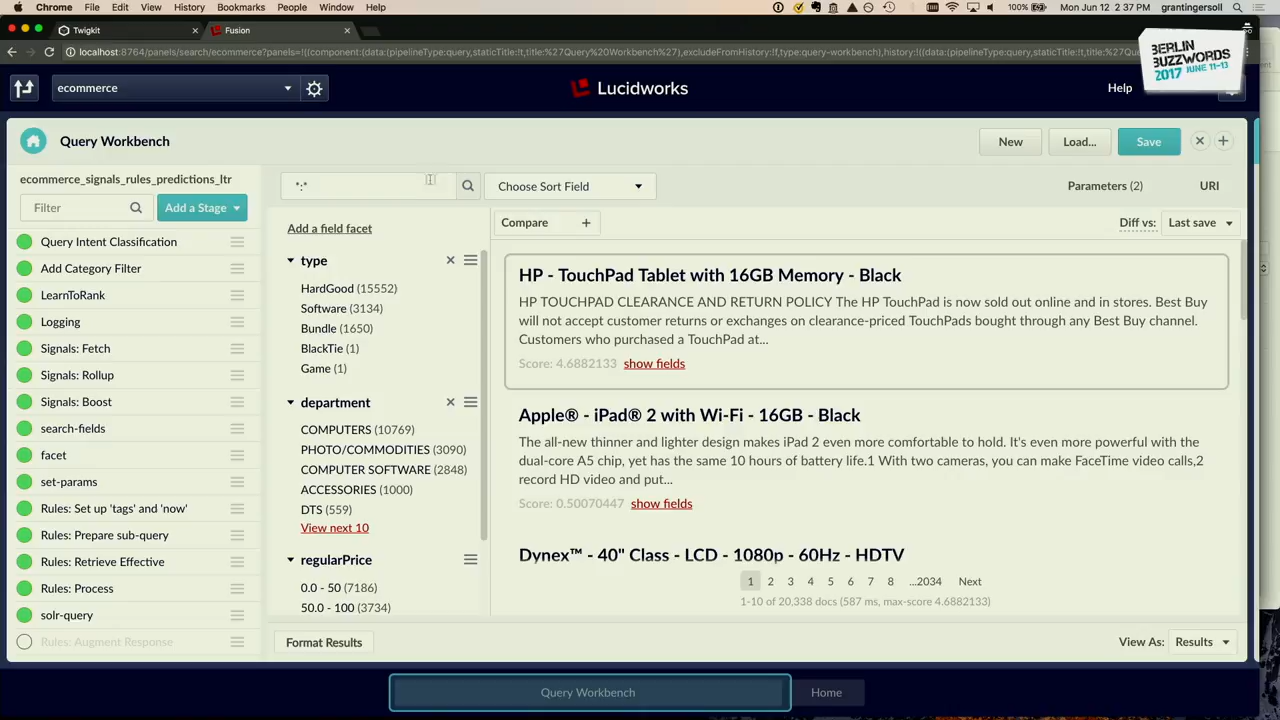 Chrome File Edit View History Bookmarks People Window Help
100% Mon Jun 12 2:37 PM grantingersoll
Twigkit
Fusion
localhost:8764/panels/search/ecommerce?panels=!((component:(data:(pipelineType:query,staticTitle:!t,title:%27Query%20Workbench%27),excludeFromHistory:!f,type:query-workbench),history:!((data:(pipelineType:query,staticTitle:!t,title:%27Query%20Wo
BERLIN
BUZZWORDS
2017 JUNE 11-13
ecommerce
Lucidworks
Help
Query Workbench
New
Load...
Save
ecommerce_signals_rules_predictions_ltr
*:*
Choose Sort Field
Parameters (2)
URI
Filter
Add a Stage
Add a field facet
Compare +
Diff vs:
Last save
Query Intent Classification
Add Category Filter
LearnToRank
Logging
Signals: Fetch
Signals: Rollup
Signals: Boost
search-fields
facet
set-params
Rules: Set up 'tags' and 'now'
Rules: Prepare sub-query
Rules: Retrieve Effective
Rules: Process
solr-query
Rules: Augment Response
type
HardGood (15552)
Software (3134)
Bundle (1650)
BlackTie (1)
Game (1)
department
COMPUTERS (10769)
PHOTO/COMMODITIES (3090)
COMPUTER SOFTWARE (2848)
ACCESSORIES (1000)
DTS (559)
View next 10
regularPrice
0.0 - 50 (7186)
50.0 - 100 (3734)
HP - TouchPad Tablet with 16GB Memory - Black
HP TOUCHPAD CLEARANCE AND RETURN POLICY The HP TouchPad is now sold out online and in stores. Best Buy
will not accept customer returns or exchanges on clearance-priced TouchPads bought through any Best Buy channel.
Customers who purchased a TouchPad at...
Score: 4.6882133 show fields
Apple® - iPad® 2 with Wi-Fi - 16GB - Black
The all-new thinner and lighter design makes iPad 2 even more comfortable to hold. It's even more powerful with the
dual-core A5 chip, yet has the same 10 hours of battery life.1 With two cameras, you can make FaceTime video calls,2
record HD video and put...
Score: 0.50070447 show fields
Dynex™ - 40" Class - LCD - 1080p - 60Hz - HDTV
1 2 3 4 5 6 7 8 ...2034 Next
1-10 of 20,338 docs (587 ms, max-score 4.6882133)
Format Results
View As:
Results
Query Workbench
Home